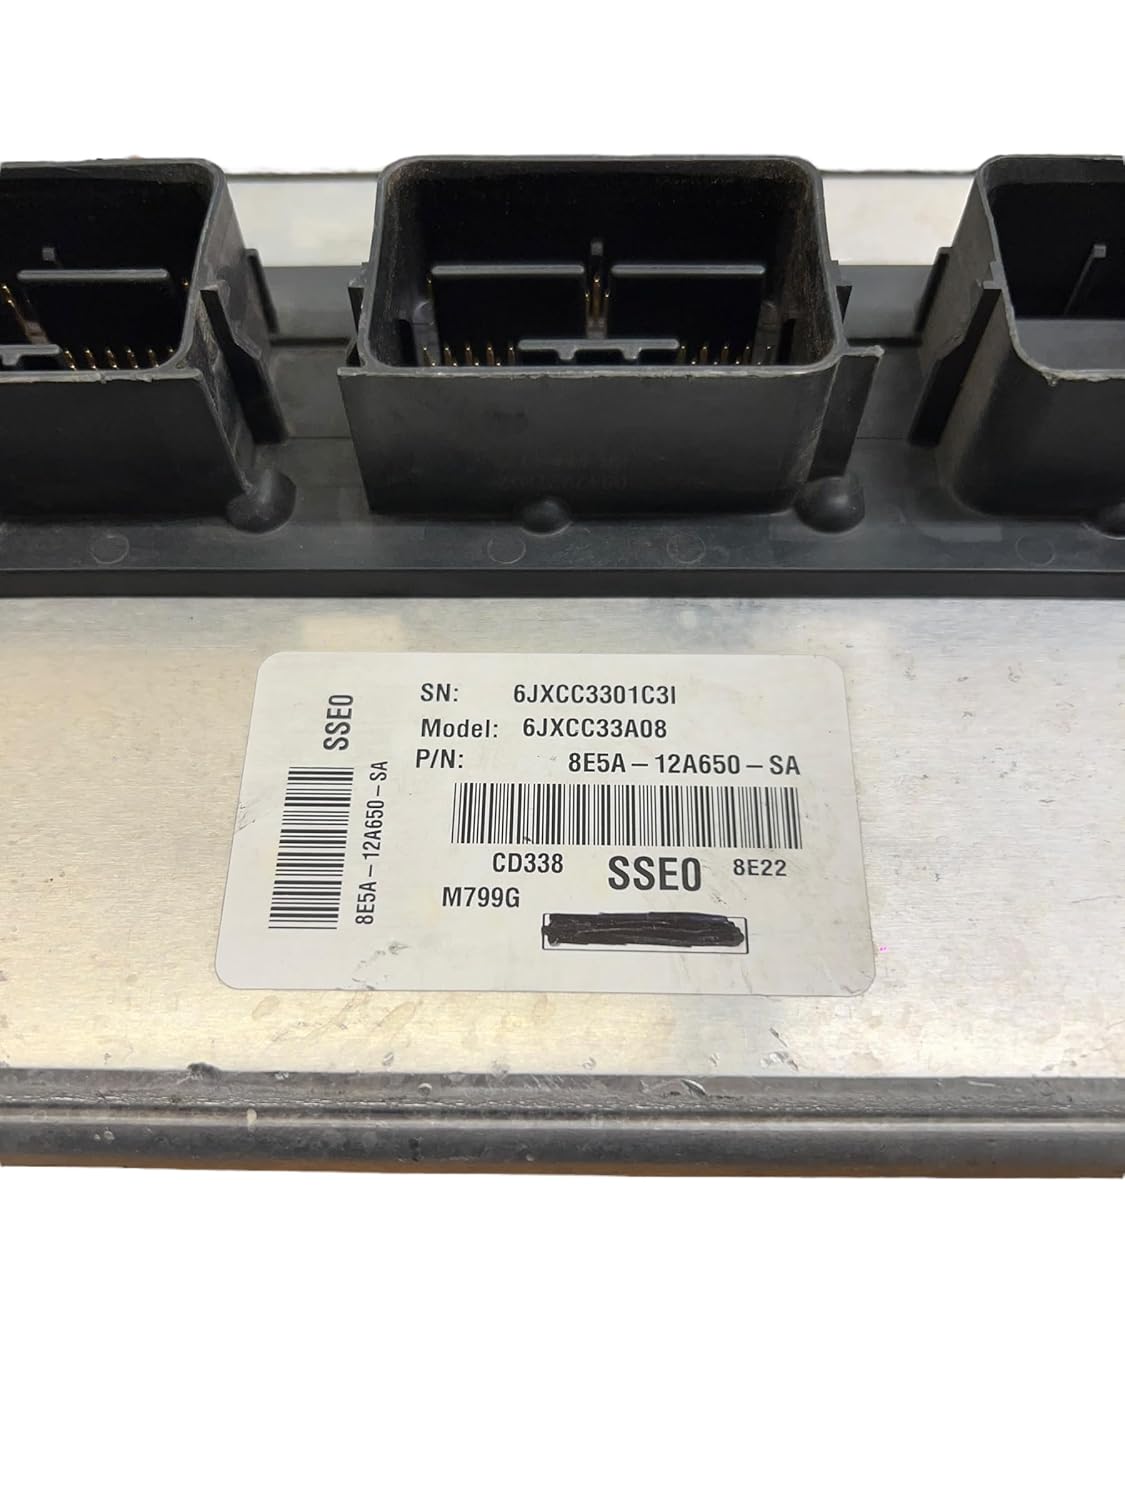 SN: 6JXCC3301C3I
Model: 6JXCC33A08
P/N: 8E5A-12A650-SA
CD338 SSE0 8E22
M799G
SSE0
8E5A-12A650-SA